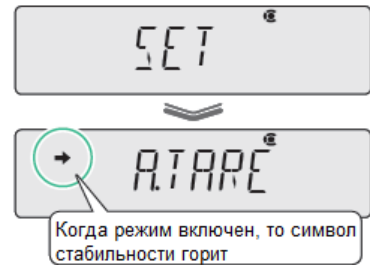 SET
A.TARE
Когда режим включен, то символ
стабильности горит